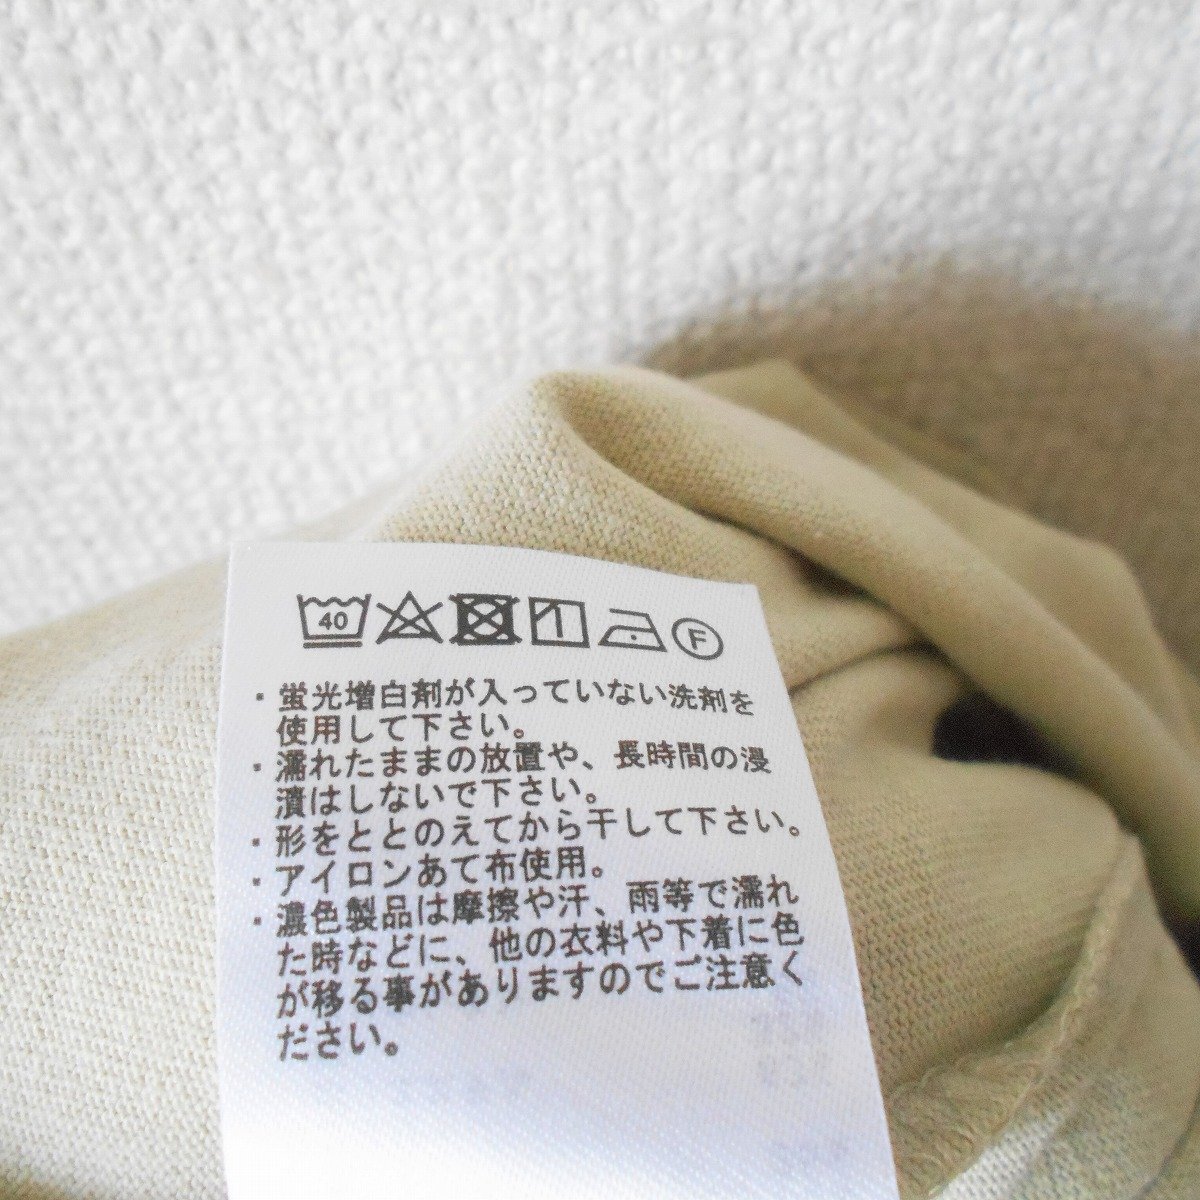 40 F
・蛍光増白剤が入っていない洗剤を
使用して下さい。
・濡れたままの放置や、長時間の浸
漬はしないで下さい。
・形をととのえてから干して下さい。
・アイロンあて布使用。
・濃色製品は摩擦や汗、雨等で濡れ
た時などに、他の衣料や下着に色
が移る事がありますのでご注意く
ださい。